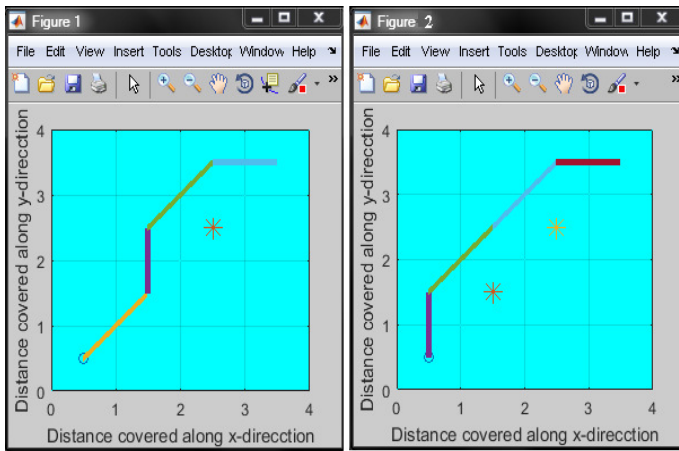 Figure 1
File Edit View Insert Tools Desktop Window Help
Distance covered along y-direcction
4
3
2
1
0
0 1 2 3 4
Distance covered along x-direcction
Figure 2
File Edit View Insert Tools Desktop Window Help
Distance covered along y-direcction
4
3
2
1
0
0 1 2 3 4
Distance covered along x-direcction